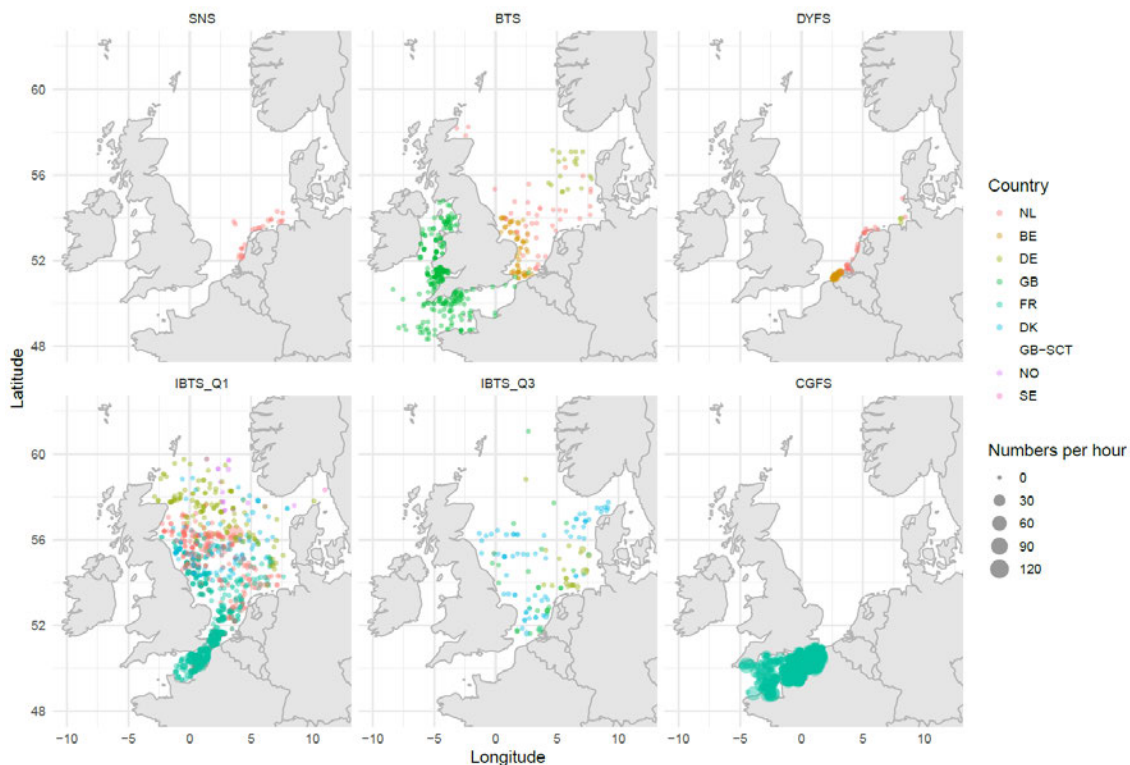 SNS BTS DYFS
60
56
52
48
Latitude
IBTS_Q1 IBTS_Q3 CGFS
60
56
52
48
−10 −5 0 5 10 −10 −5 0 5 10 −10 −5 0 5 10
Longitude
Country
NL
BE
DE
GB
FR
DK
GB−SCT
NO
SE
Numbers per hour
0
30
60
90
120